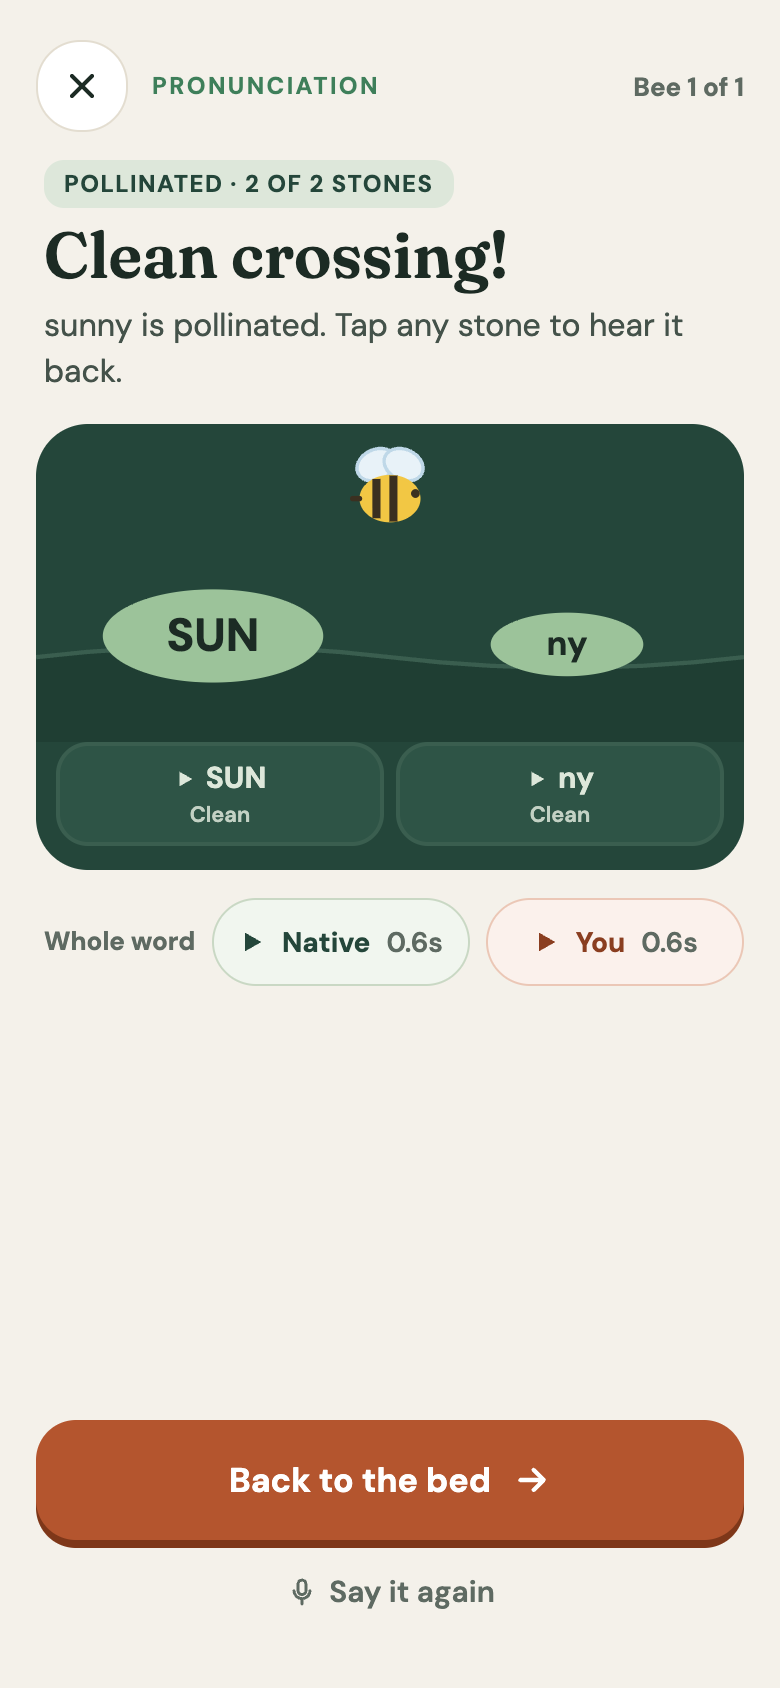 PRONUNCIATION
Bee 1 of 1
POLLINATED · 2 OF 2 STONES
Clean crossing!
sunny is pollinated. Tap any stone to hear it
back.
SUN
ny
SUN
Clean
ny
Clean
Whole word
Native 0.6s
You 0.6s
Back to the bed →
Say it again